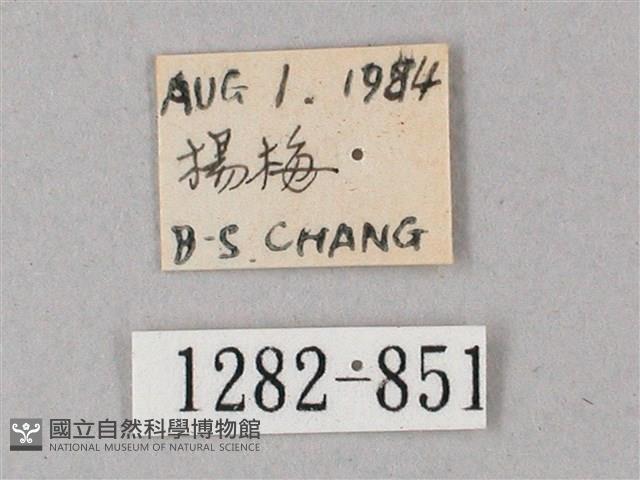 AUG 1. 1984
楊梅
B-S. CHANG
1282-851
國立自然科學博物館
NATIONAL MUSEUM OF NATURAL SCIENCE